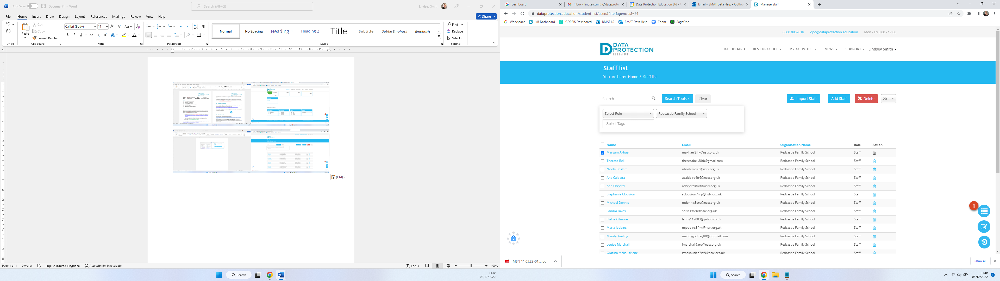 AutoSave Off Document1 - Word
Search (Alt+Q)
Lindsey Smith
File Home Insert Draw Design Layout References Mailings Review View Help
Share
Paste
Cut
Copy
Format Painter
Calibri (Body) 11
Normal
No Spacing
Heading 1
Heading 2
Title
Subtitle
Subtle Emphasi:
Emphasis
Find
Replace
Select
Undo Clipboard Font Paragraph Styles Editing
(Ctrl)
Page 1 of 1 0 words English (United Kingdom) Accessibility: Investigate
Focus
100%
Search
14:19
05/12/2022
Dashboard
Inbox - lindsey.smith@dataprote
Data Protection Education Ltd - C
Email - BMAT Data Help - Outloo
Manage Staff
dataprotection.education/student-list/users?filter[agencies]=91
Workspace KB Dashboard GDPRiS Dashboard BMAT LS BMAT Data Help Zoom SageOne
0800 0862018 dpo@dataprotection.education Mon - Fri 8:00 - 17:00
DATA
PROTECTION
EDUCATION
DASHBOARD BEST PRACTICE MY ACTIVITIES NEWS SUPPORT Lindsey Smith
Staff list
You are here: Home / Staff list
Search
Search Tools
Clear
Import Staff
Add Staff
Delete
20
Select Role
Redcastle Family School
- Select Tags -
Name Email Organisation Name Role Action
Maryam Akhaei makhaei3frk@nsix.org.uk Redcastle Family School Staff
Theresa Bell theresabell88tb@gmail.com Redcastle Family School Staff
Nicola Boslem nboslem5lr6@nsix.org.uk Redcastle Family School Staff
Ana Caldeira acaldeira4fr6@nsix.org.uk Redcastle Family School Staff
Ann Chrystal achrystal8nrt@nsix.org.uk Redcastle Family School Staff
Stephanie Clouston sclouston7nrp@nsix.org.uk Redcastle Family School Staff
Michael Dennis mdennis3sru@nsix.org.uk Redcastle Family School Staff
Sandra Dives sdives9nrb@nsix.org.uk Redcastle Family School Staff
Elaine Gilmore lanny112003@yahoo.co.uk Redcastle Family School Staff
Maria Jobbins mjobbins3frm@nsix.org.uk Redcastle Family School Staff
Mandy Keeling mandygodfrey80@hotmail.com Redcastle Family School Staff
Louise Marshall lmarshall9aru@nsix.org.uk Redcastle Family School Staff
Grazina Meliauskiene gmeliauskie7gr5@nsix.org.uk Redcastle Family School Staff
1
MSN 11.05.22-01.....pdf
Show all
Search
14:19
05/12/2022